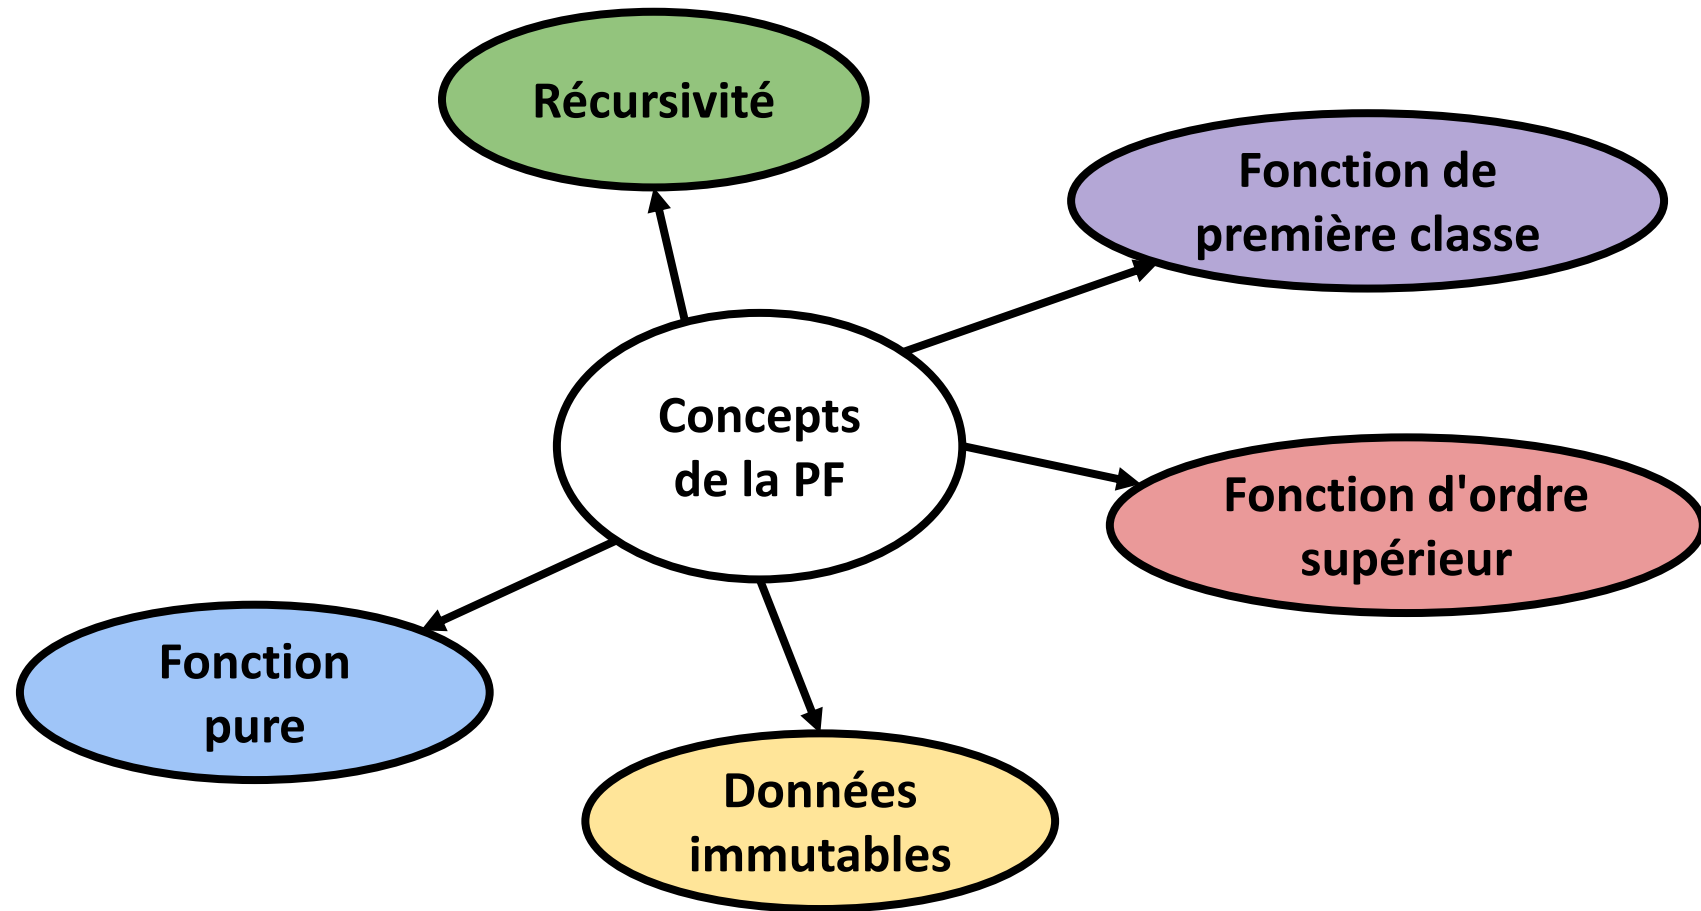 Récursivité
Fonction de
première classe
Concepts
de la PF
Fonction d'ordre
supérieur
Fonction
pure
Données
immutables